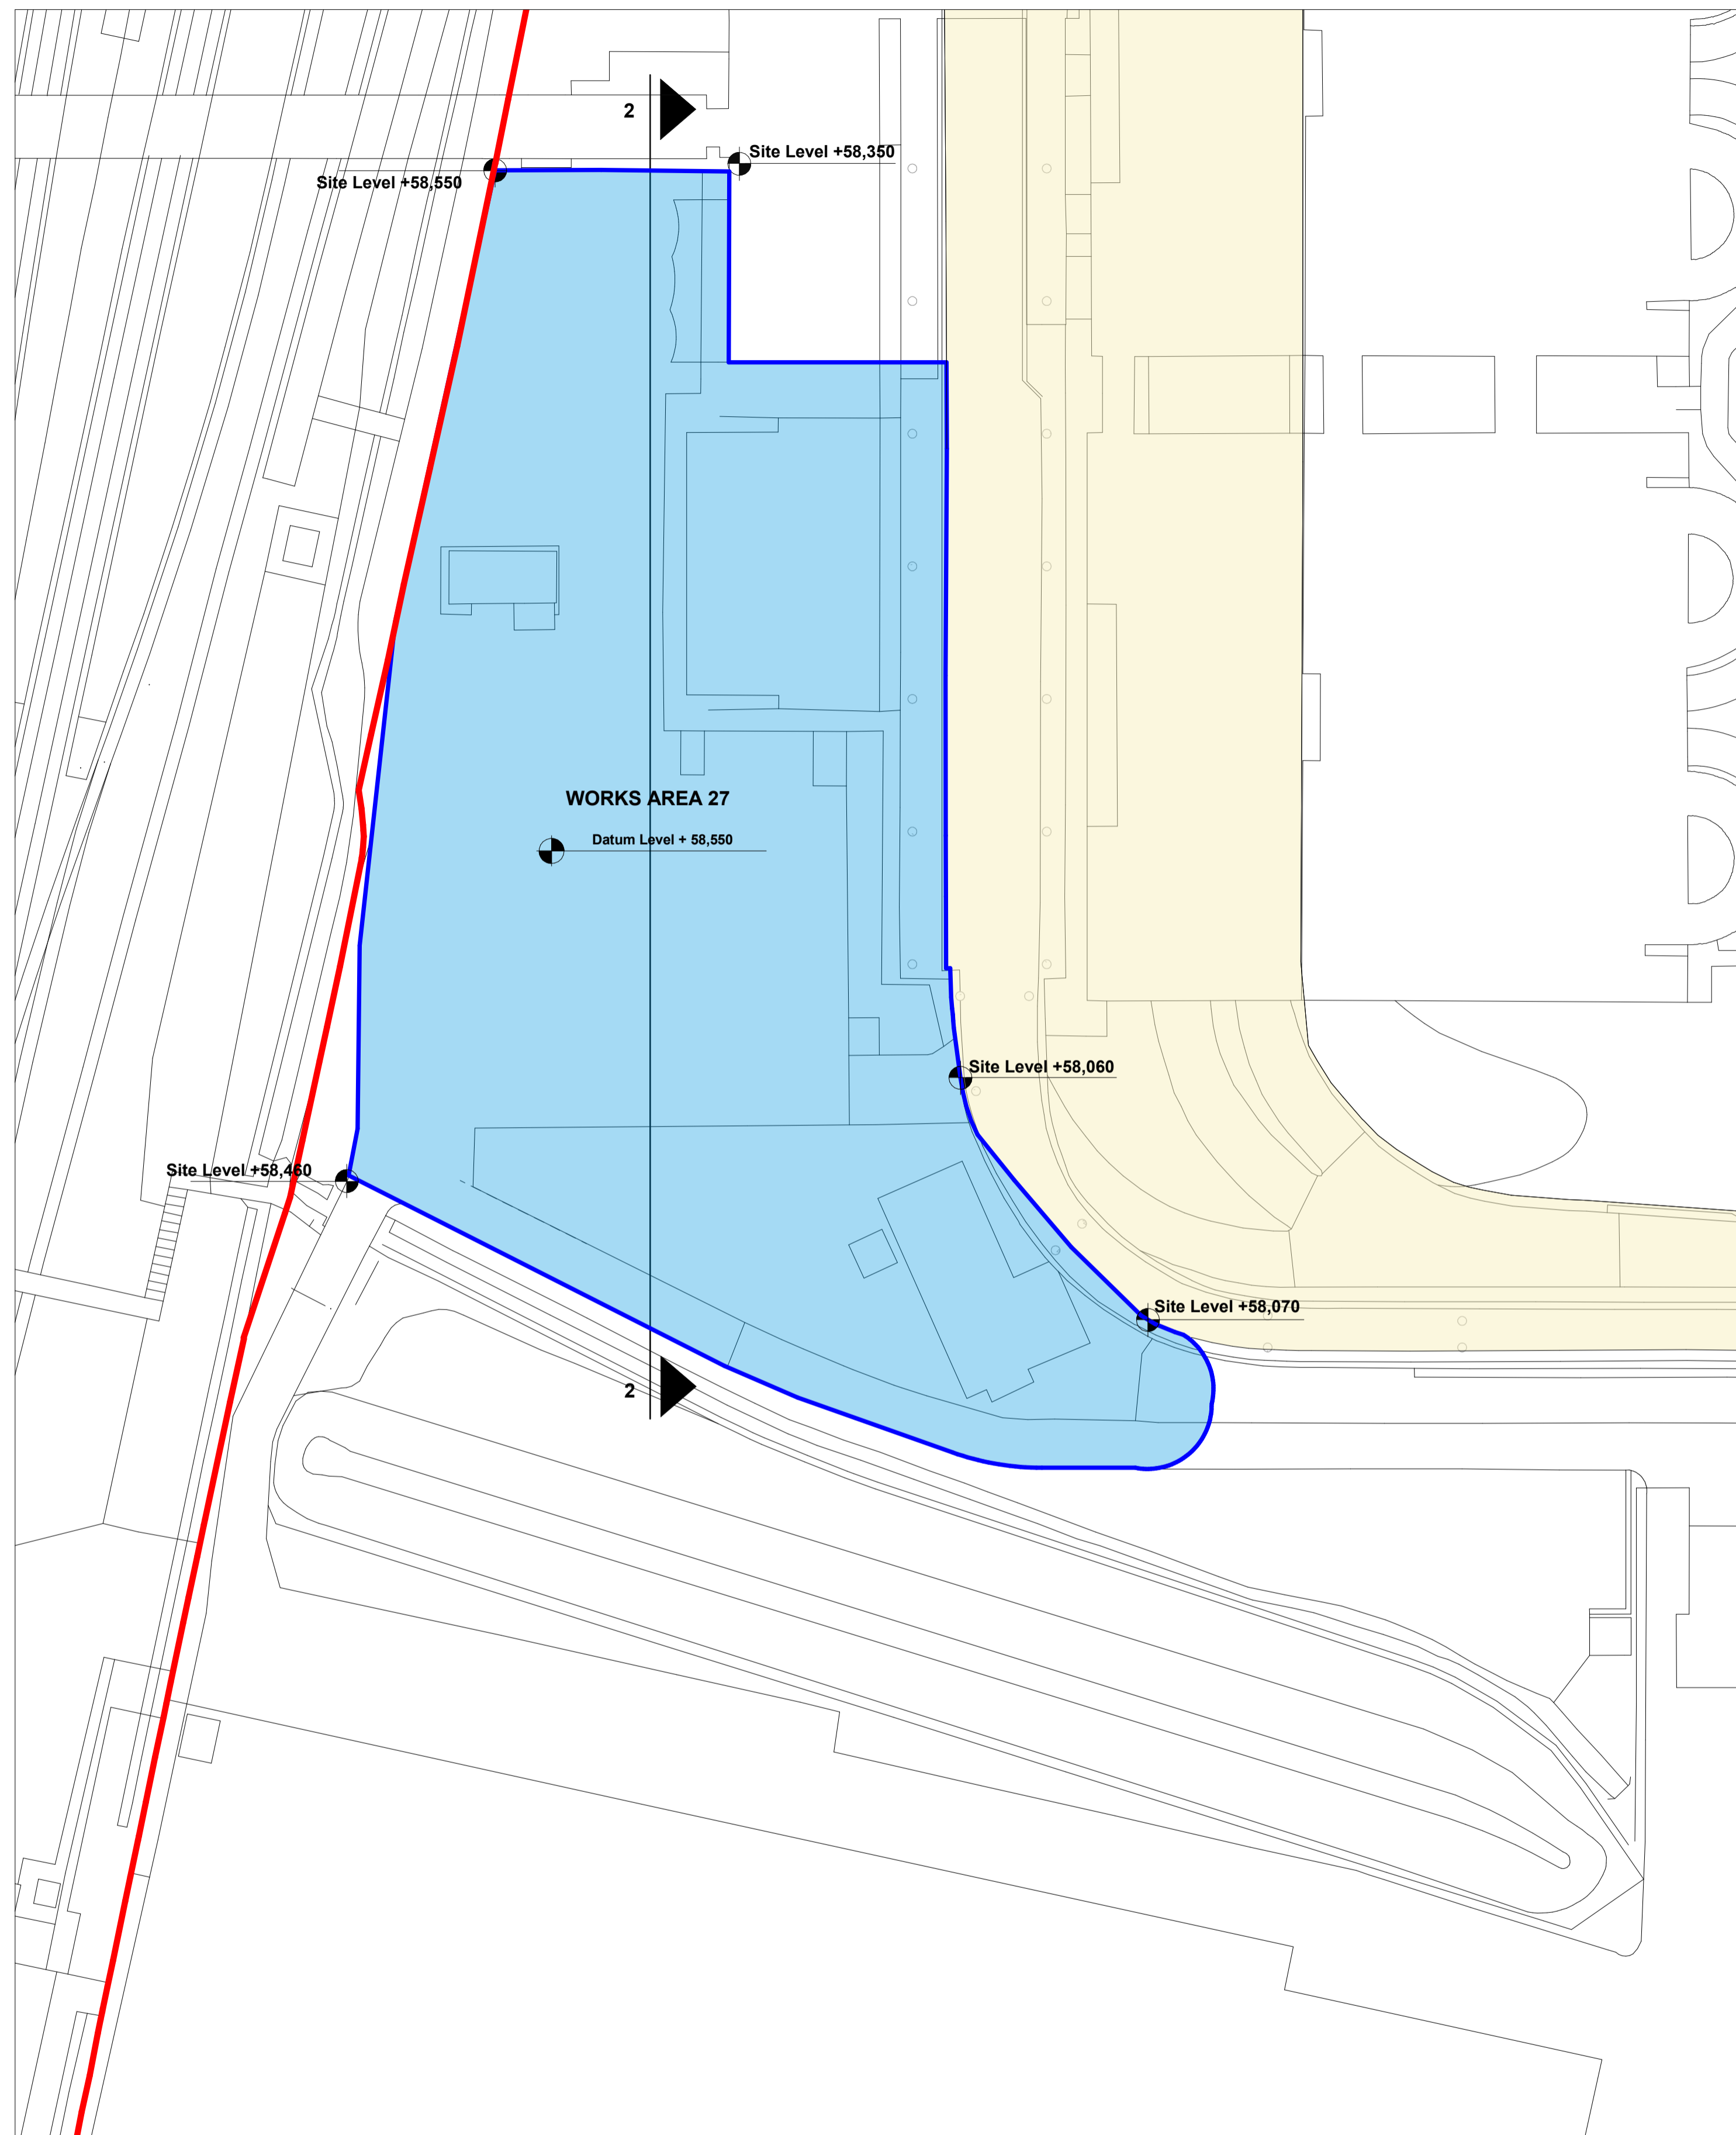 2
Site Level +58,350
Site Level +58,550
WORKS AREA 27
Datum Level + 58,550
Site Level +58,060
Site Level +58,460
Site Level +58,070
2